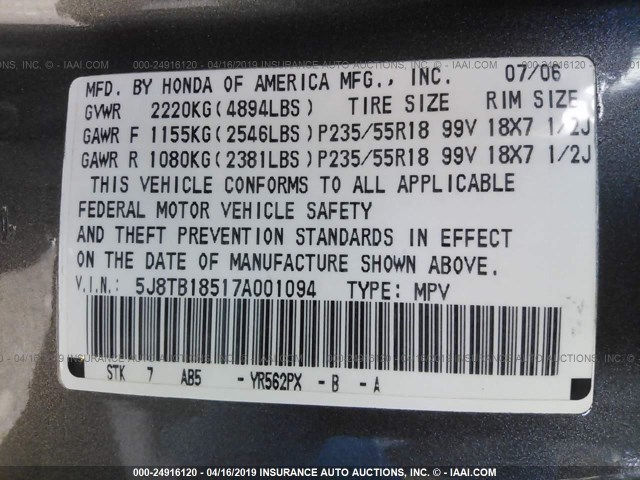 000-24916120 - 04/16/2019 INSURANCE AUTO AUCTIONS, INC. © - IAAI.COM
MFD. BY HONDA OF AMERICA MFG., INC. 07/06
GVWR 2220KG(4894LBS) TIRE SIZE RIM SIZE
GAWR F 1155KG(2546LBS)P235/55R18 99V 18X7 1/2J
GAWR R 1080KG(2381LBS)P235/55R18 99V 18X7 1/2J
THIS VEHICLE CONFORMS TO ALL APPLICABLE
FEDERAL MOTOR VEHICLE SAFETY
AND THEFT PREVENTION STANDARDS IN EFFECT
ON THE DATE OF MANUFACTURE SHOWN ABOVE.
V.I.N.: 5J8TB18517A001094 TYPE: MPV
STK 7 AB5 -YR562PX -B -A
000-24916120 - 04/16/2019 INSURANCE AUTO AUCTIONS, INC. © - IAAI.COM